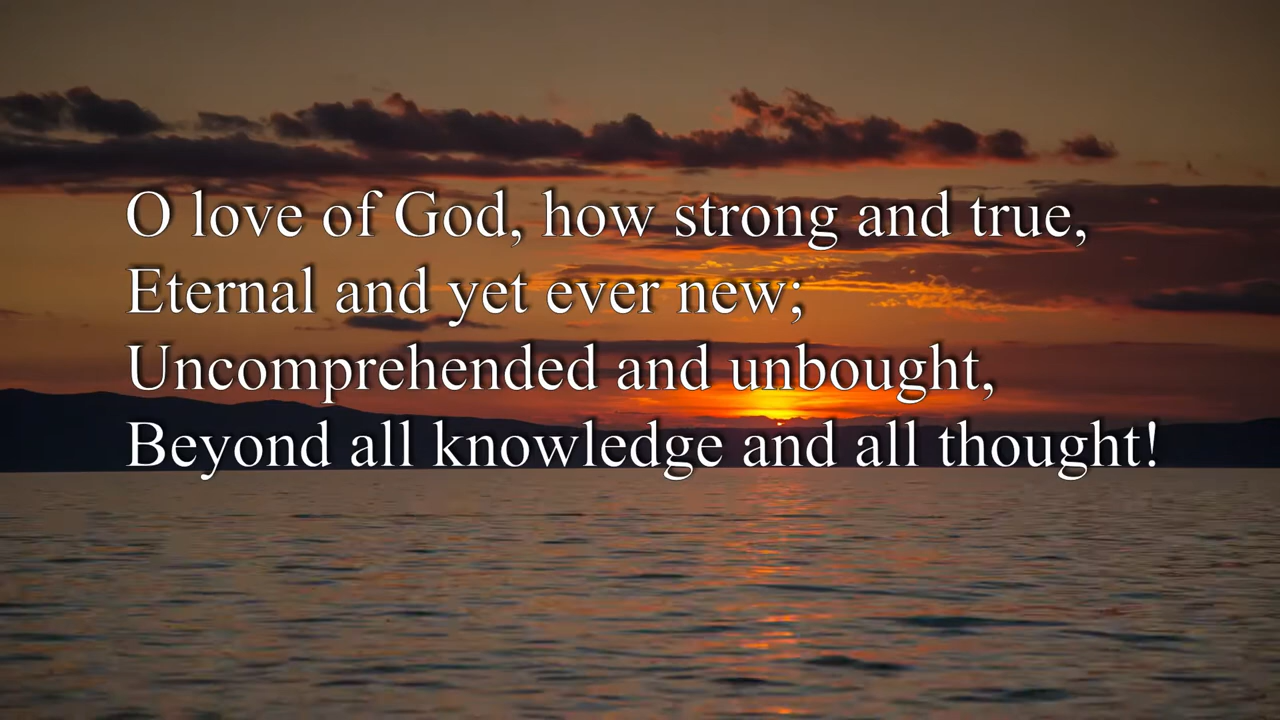 O love of God, how strong and true,
Eternal and yet ever new;
Uncomprehended and unbought,
Beyond all knowledge and all thought!